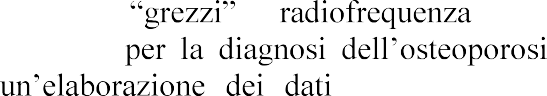 “grezzi” radiofrequenza
per la diagnosi dell’osteoporosi
un’elaborazione dei dati